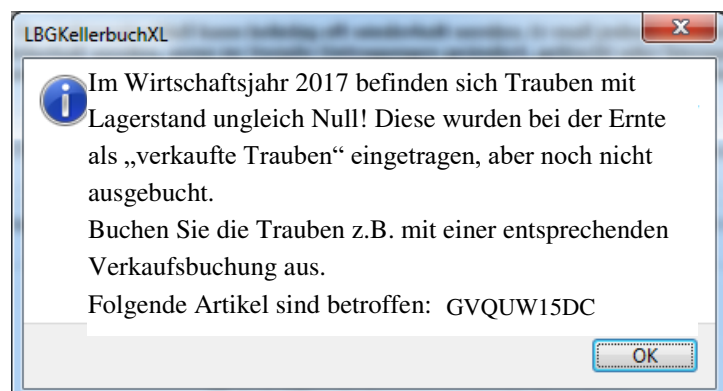 LBGKellerbuchXL
Im Wirtschaftsjahr 2017 befinden sich Trauben mit
Lagerstand ungleich Null! Diese wurden bei der Ernte
als „verkaufte Trauben“ eingetragen, aber noch nicht
ausgebucht.
Buchen Sie die Trauben z.B. mit einer entsprechenden
Verkaufsbuchung aus.
Folgende Artikel sind betroffen: GVQUW15DC
OK